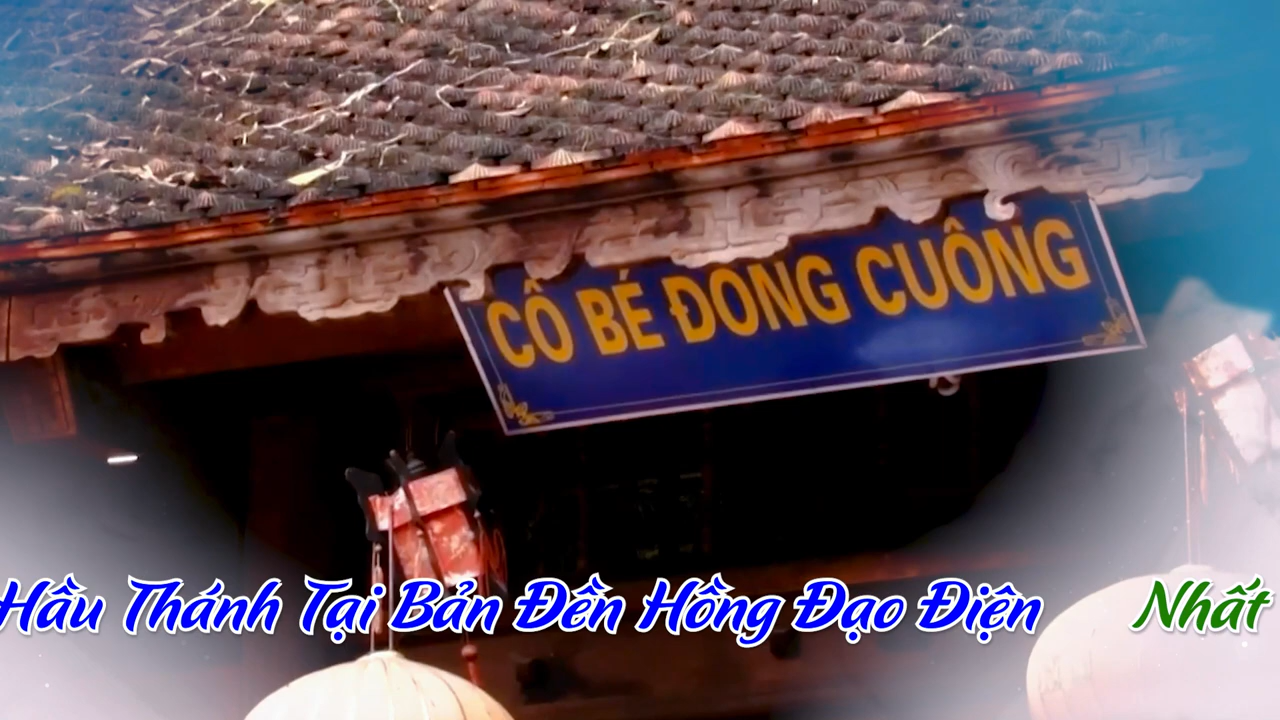 CÔ BÉ ĐONG CUÔNG
Hầu Thánh Tại Bản Đền Hồng Đạo Điện Nhất